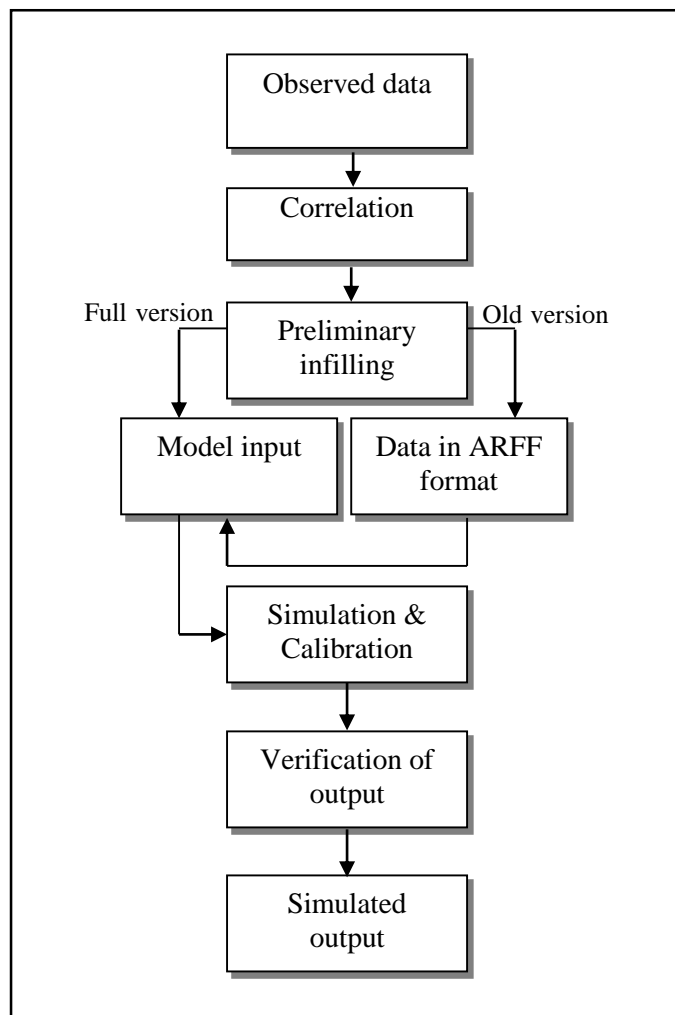 Observed data
Correlation
Full version
Old version
Preliminary
infilling
Model input
Data in ARFF
format
Simulation &
Calibration
Verification of
output
Simulated
output